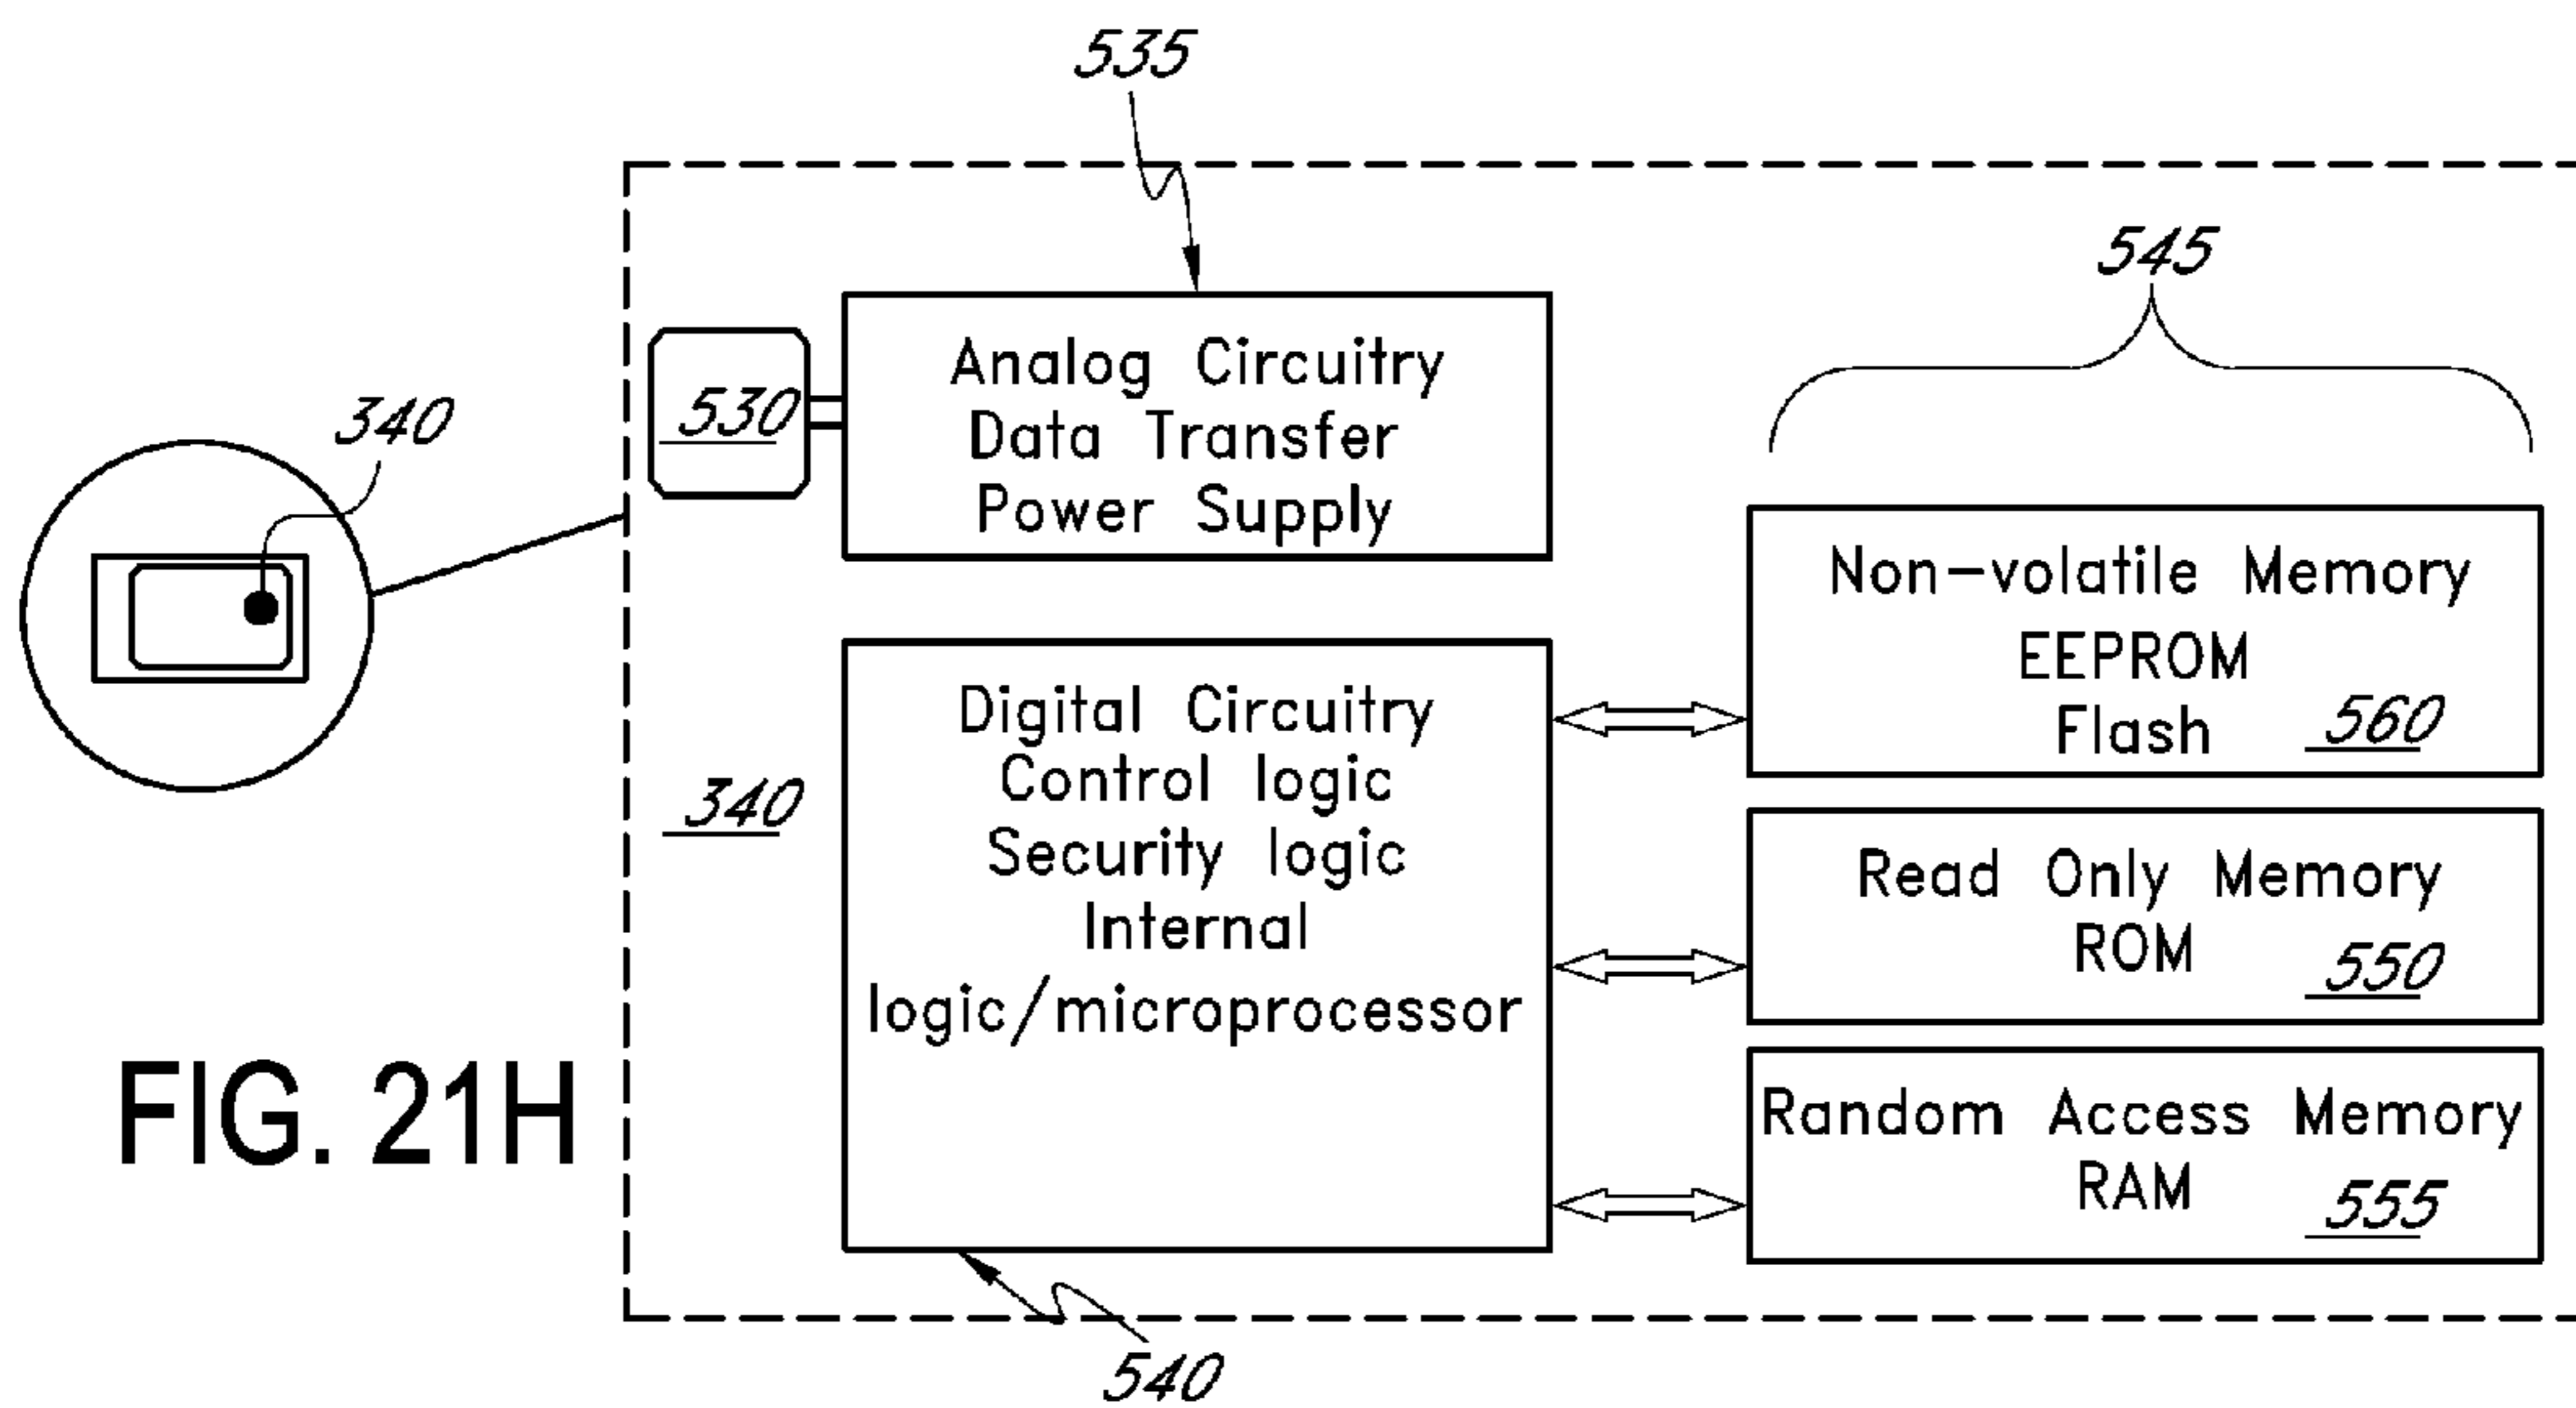 535
545
340
530
Analog Circuitry
Data Transfer
Power Supply
Non-volatile Memory
EEPROM
Flash
560
340
Digital Circuitry
Control logic
Security logic
Internal
logic/microprocessor
Read Only Memory
ROM
550
Random Access Memory
RAM
555
FIG. 21H
540